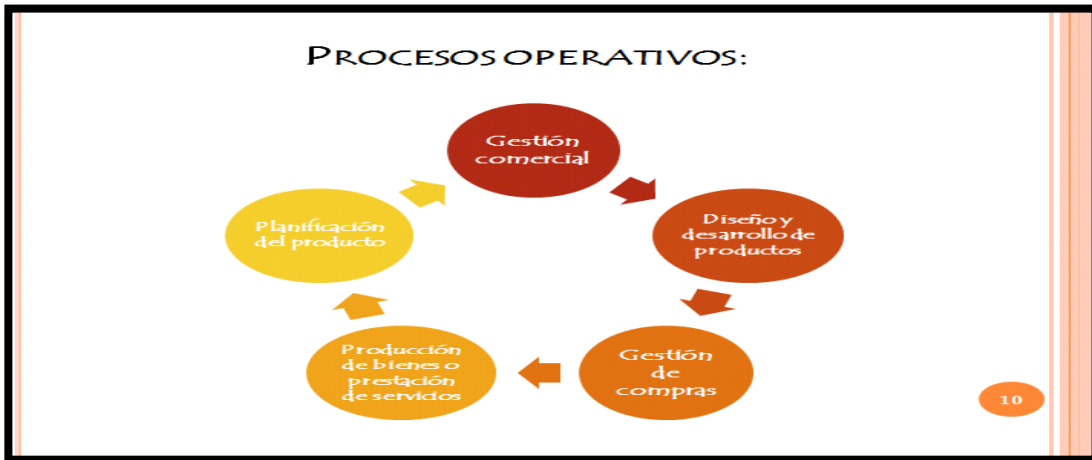 PROCESOS OPERATIVOS:
Gestión
comercial
Diseño y
desarrollo de
productos
Gestión
de
compras
Producción
de bienes o
prestación
de servicios
Planificación
del producto
10